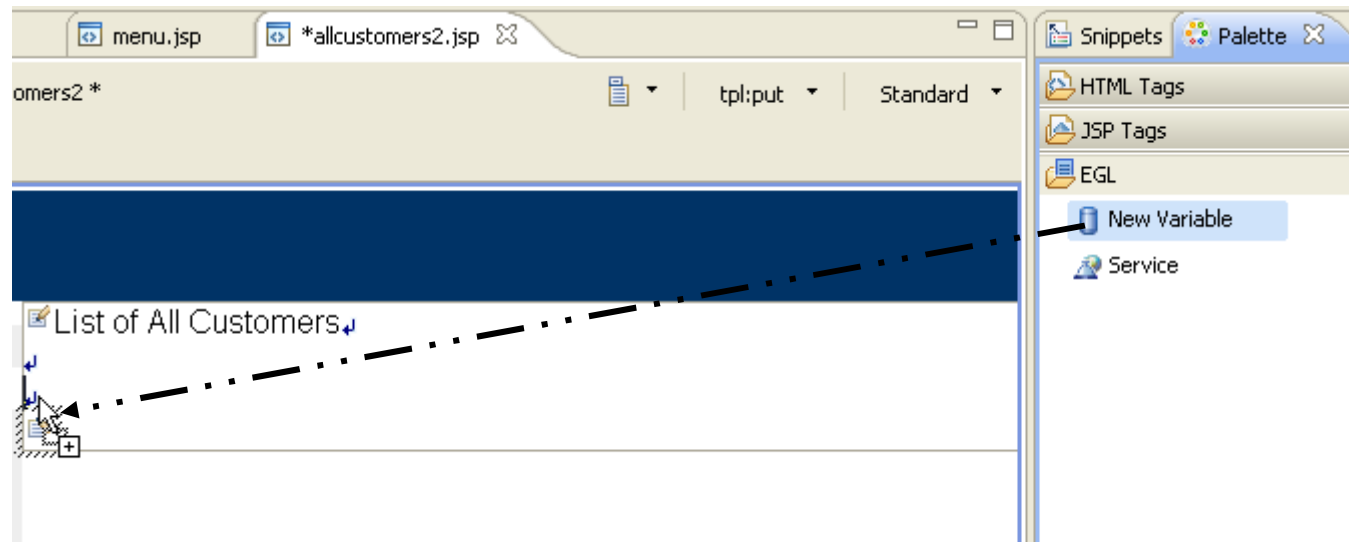 menu.jsp
*allcustomers2.jsp
Snippets
Palette
omers2 *
tpl:put
Standard
HTML Tags
JSP Tags
EGL
New Variable
Service
List of All Customers